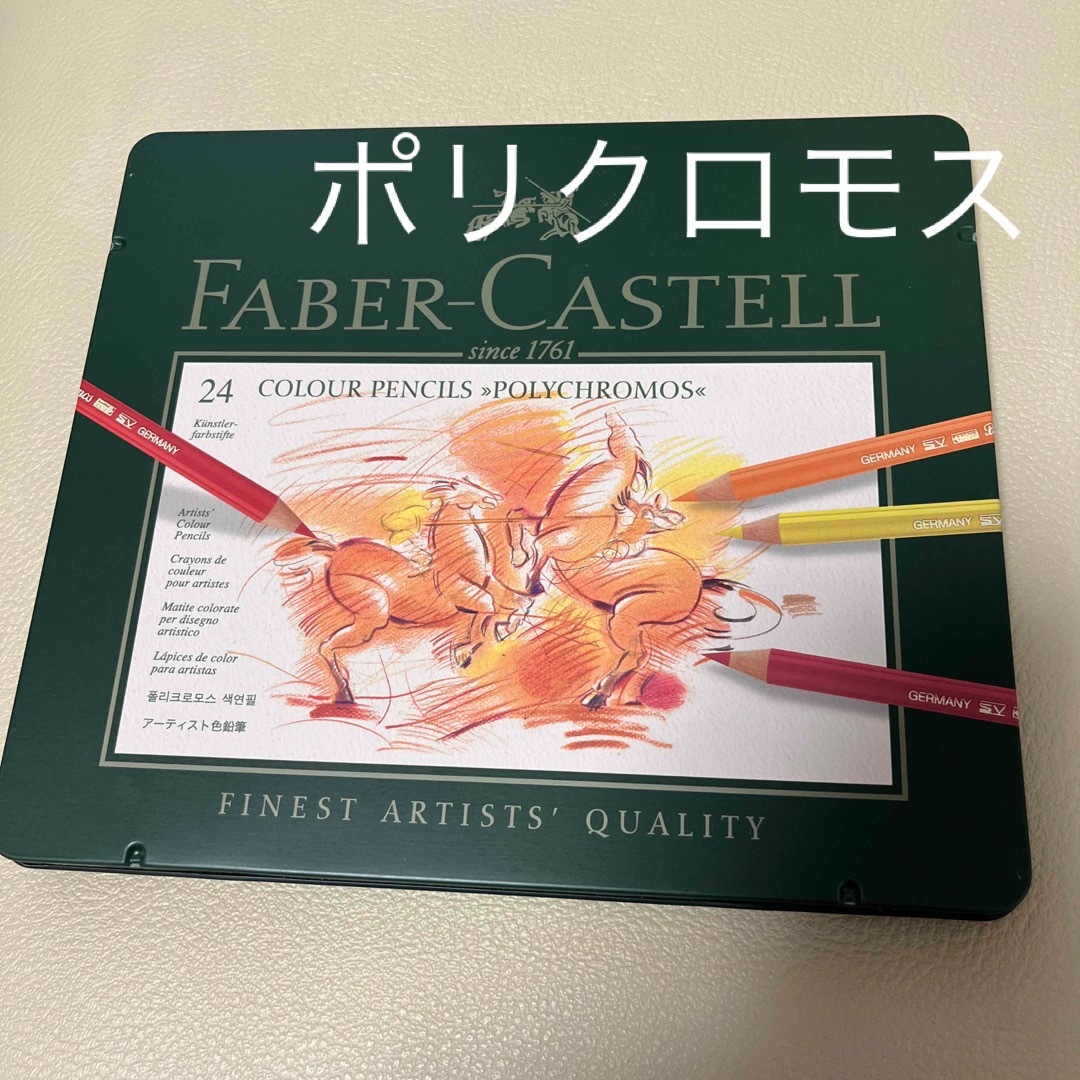 ポリクロモス
FABER-CASTELL
since 1761
24 COLOUR PENCILS »POLYCHROMOS«
Künstler-
farbstifte
Artists'
Colour
Pencils
Crayons de
couleur
pour artistes
Matite colorate
per disegno
artistico
Lápices de color
para artistas
폴리크로모스 색연필
アーティスト色鉛筆
GERMANY
GERMANY
GERMANY
GERMANY
FINEST ARTISTS' QUALITY